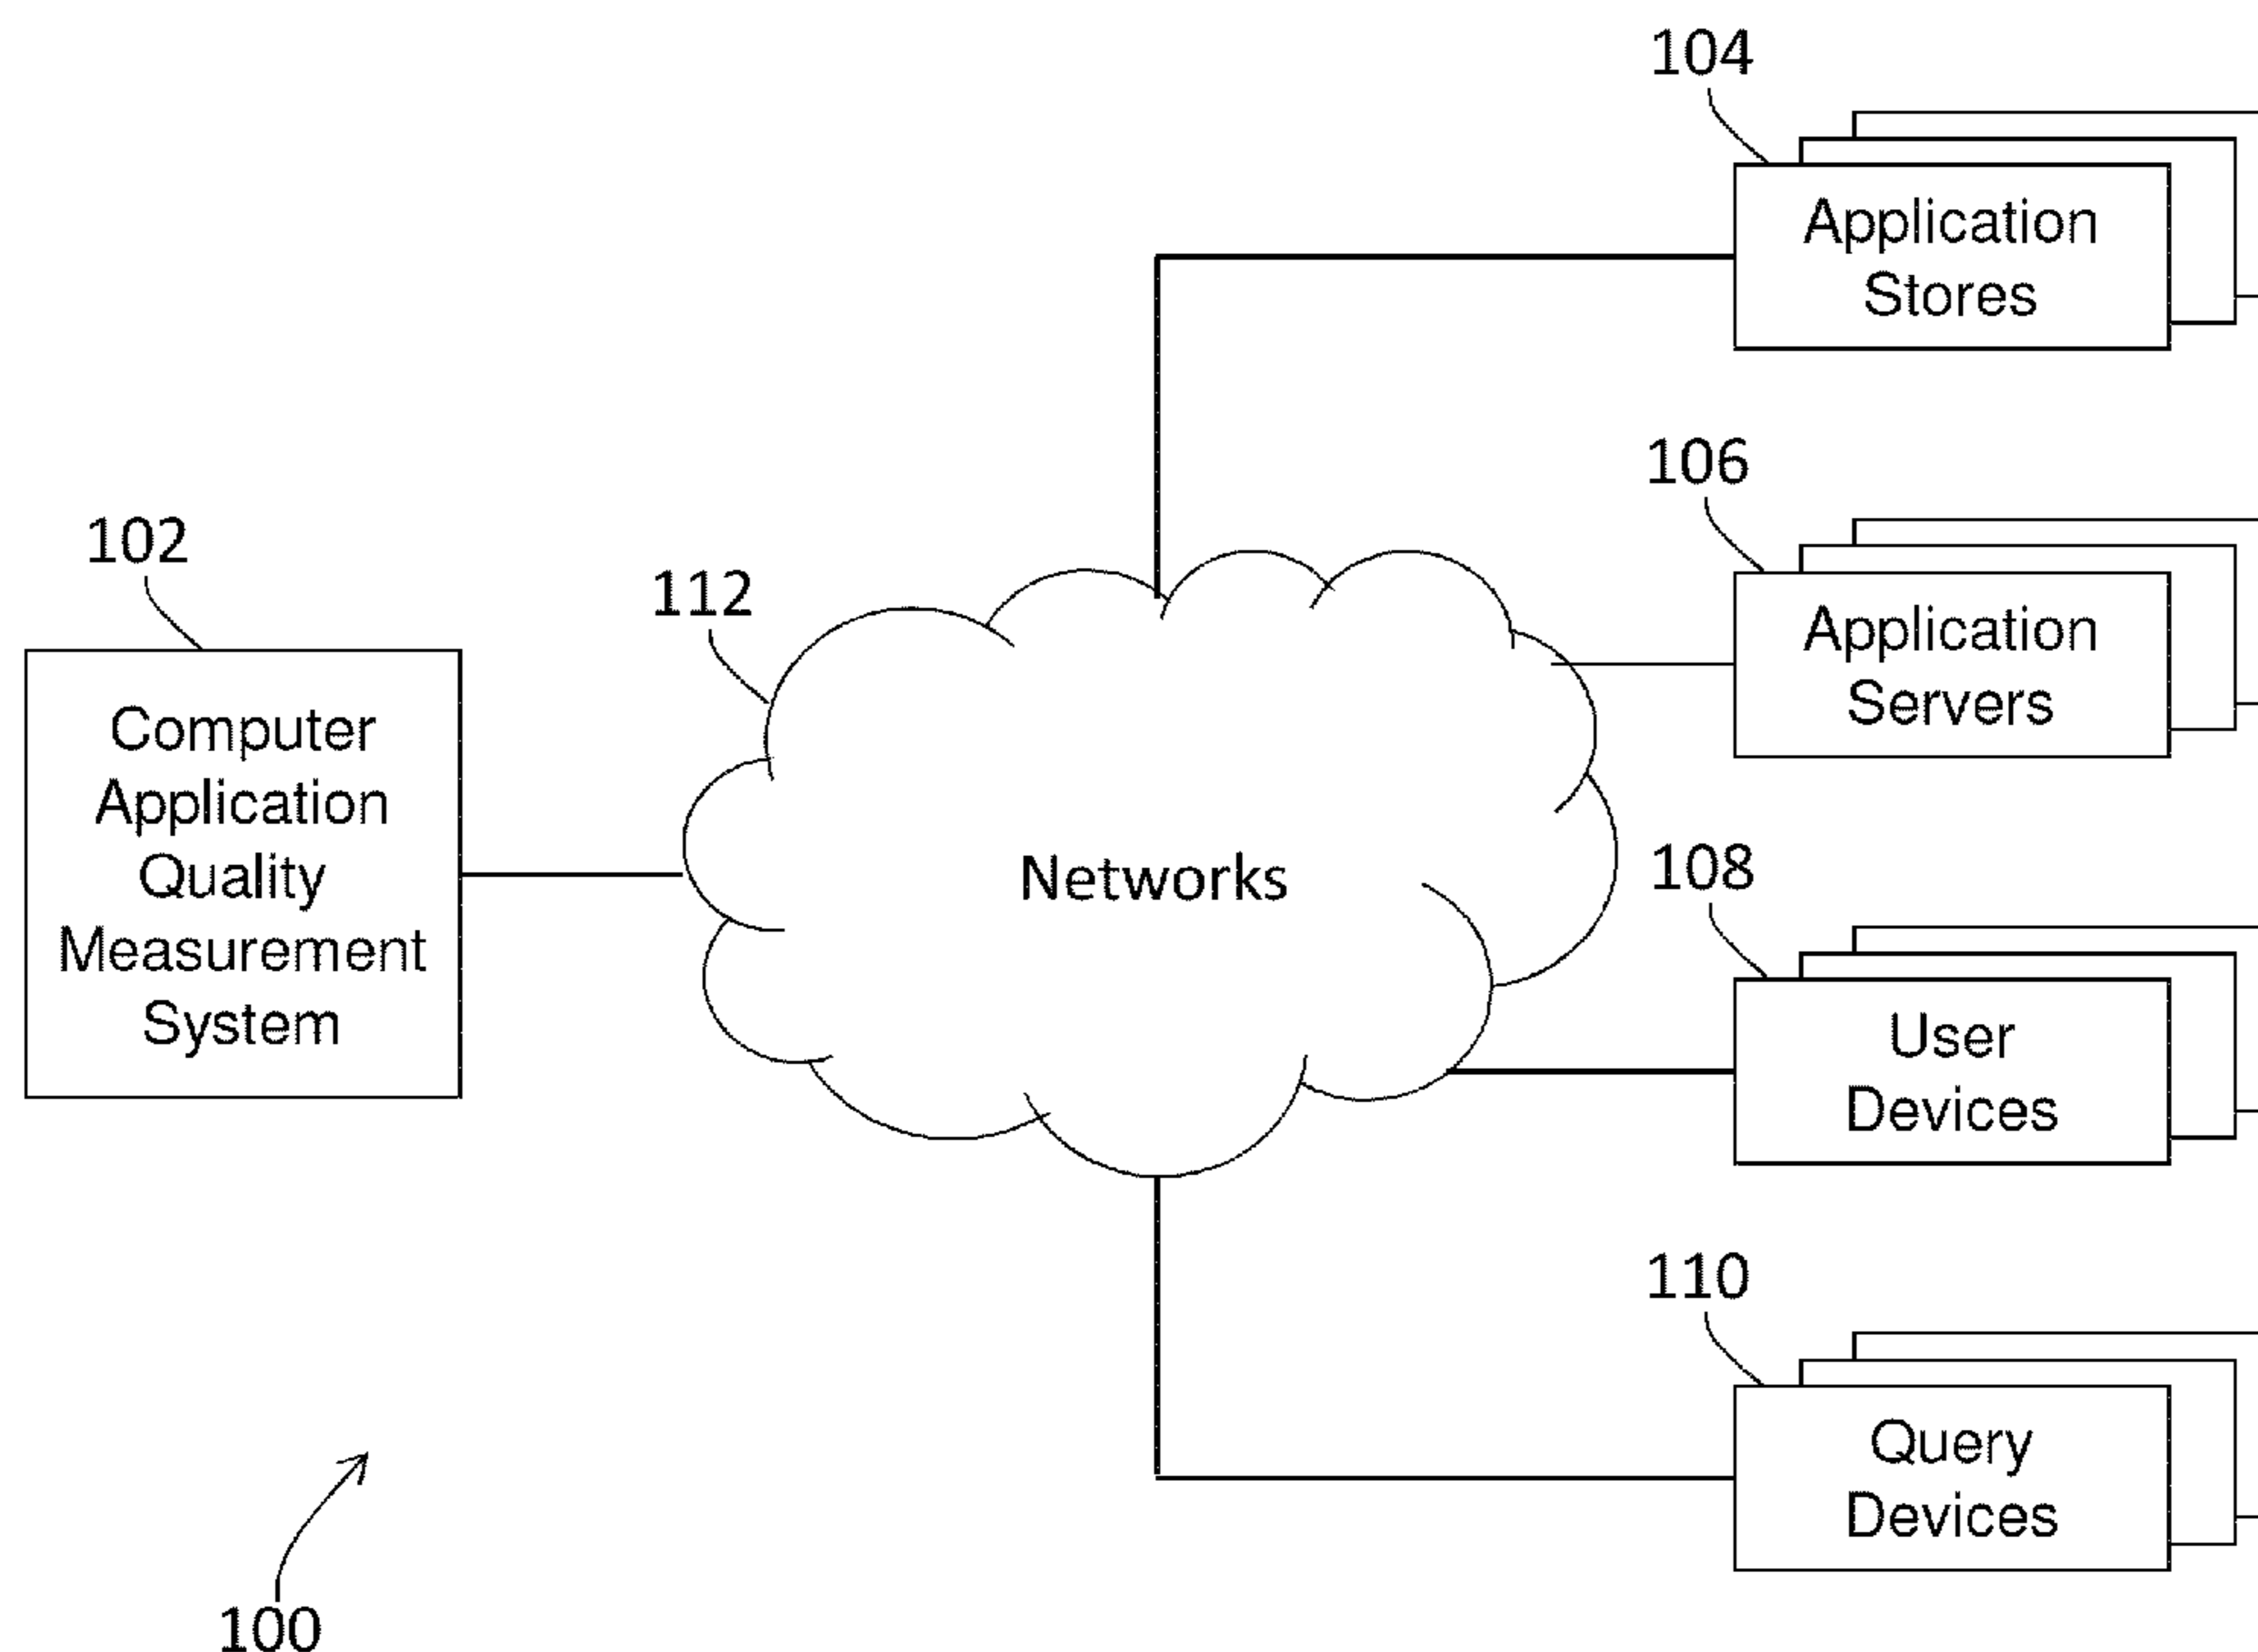 104
Application
Stores
106
Application
Servers
102
112
Computer
Application
Quality
Measurement
System
Networks
108
User
Devices
110
Query
Devices
100